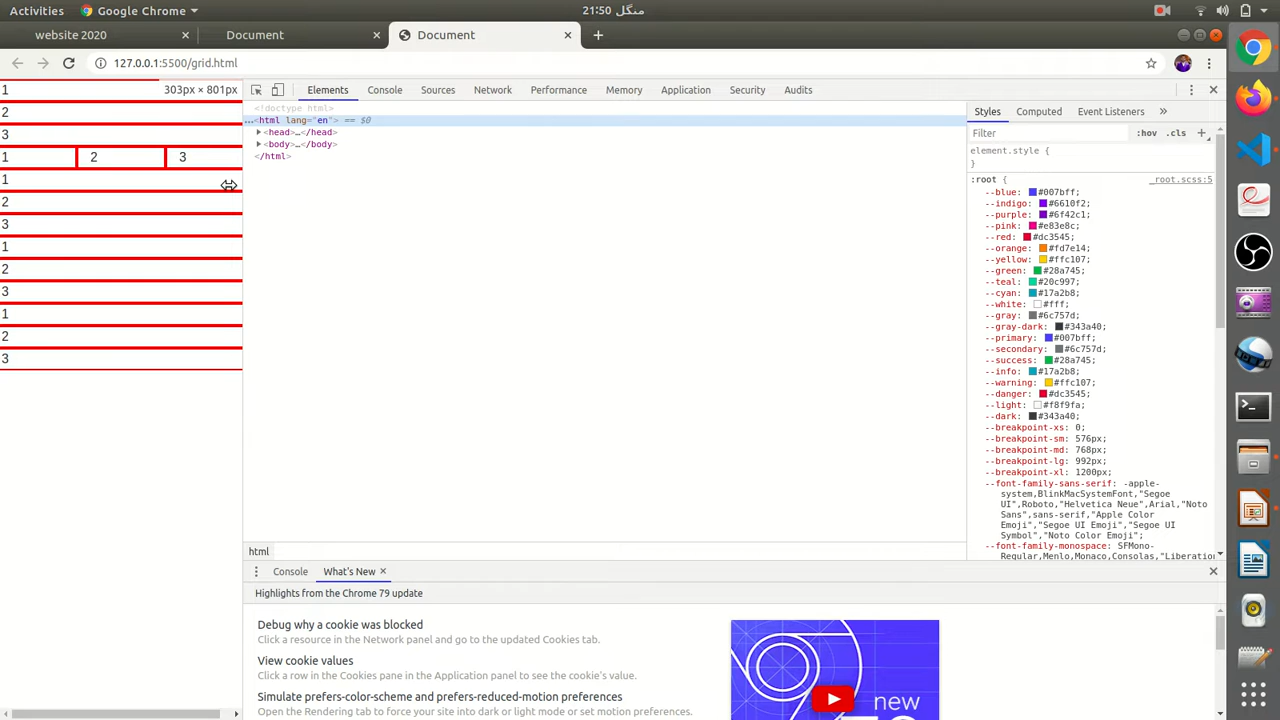 Activities
Google Chrome
منگل 21:50
website 2020
Document
Document
127.0.0.1:5500/grid.html
1
303px × 801px
2
3
1 2 3
1
2
3
1
2
3
1
2
3
Elements Console Sources Network Performance Memory Application Security Audits
<!doctype html>
…<html lang="en"> == $0
<head>…</head>
<body>…</body>
</html>
html
Styles Computed Event Listeners
Filter :hov .cls
element.style {
}
:root { _root.scss:5
--blue: #007bff;
--indigo: #6610f2;
--purple: #6f42c1;
--pink: #e83e8c;
--red: #dc3545;
--orange: #fd7e14;
--yellow: #ffc107;
--green: #28a745;
--teal: #20c997;
--cyan: #17a2b8;
--white: #fff;
--gray: #6c757d;
--gray-dark: #343a40;
--primary: #007bff;
--secondary: #6c757d;
--success: #28a745;
--info: #17a2b8;
--warning: #ffc107;
--danger: #dc3545;
--light: #f8f9fa;
--dark: #343a40;
--breakpoint-xs: 0;
--breakpoint-sm: 576px;
--breakpoint-md: 768px;
--breakpoint-lg: 992px;
--breakpoint-xl: 1200px;
--font-family-sans-serif: -apple-
system,BlinkMacSystemFont,"Segoe
UI",Roboto,"Helvetica Neue",Arial,"Noto
Sans",sans-serif,"Apple Color
Emoji","Segoe UI Emoji","Segoe UI
Symbol","Noto Color Emoji";
--font-family-monospace: SFMono-
Regular,Menlo,Monaco,Consolas,"Liberation
Console What's New
Highlights from the Chrome 79 update
Debug why a cookie was blocked
Click a resource in the Network panel and go to the updated Cookies tab.
View cookie values
Click a row in the Cookies pane in the Application panel to see the cookie's value.
Simulate prefers-color-scheme and prefers-reduced-motion preferences
Open the Rendering tab to force your site into dark or light mode or set motion preferences.
new